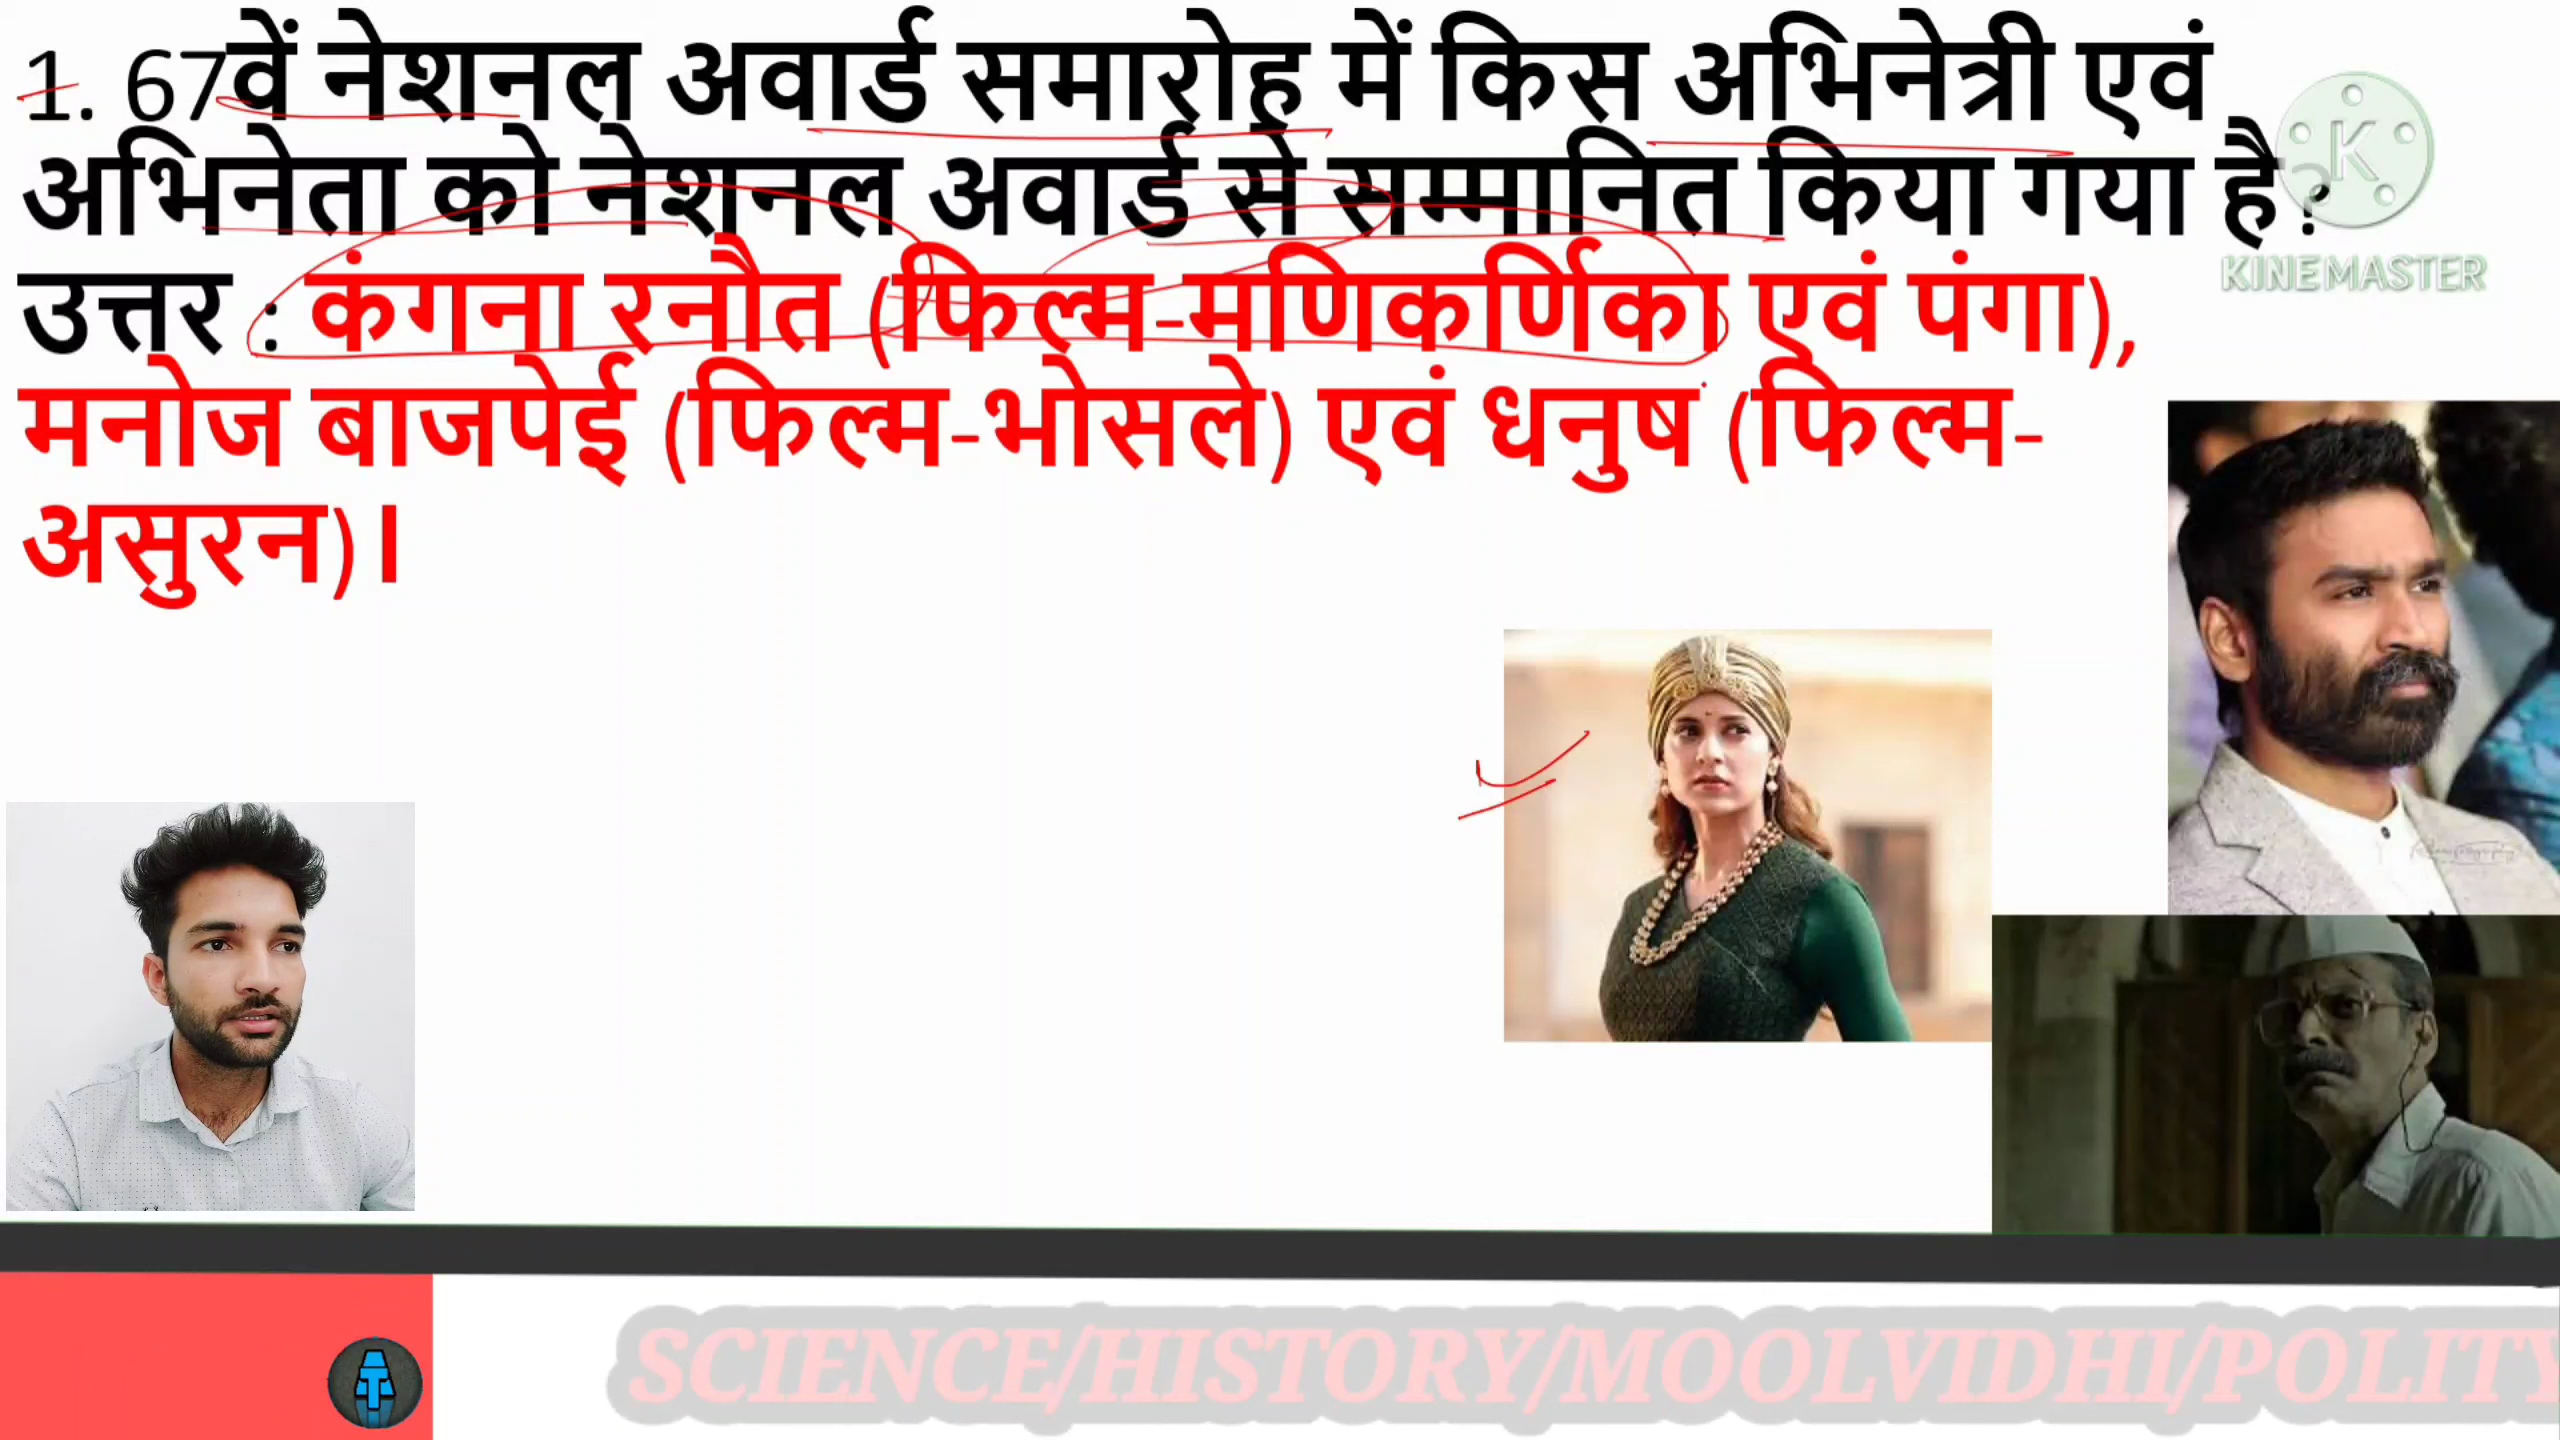 1. 67वें नेशनल अवार्ड समारोह में किस अभिनेत्री एवं
अभिनेता को नेशनल अवार्ड से सम्मानित किया गया है?
उत्तर : कंगना रनौत (फिल्म-मणिकर्णिका एवं पंगा),
मनोज बाजपेई (फिल्म-भोसले) एवं धनुष (फिल्म-
असुरन)।
K
KINEMASTER
SCIENCE/HISTORY/MOOLVIDHI/POLITY